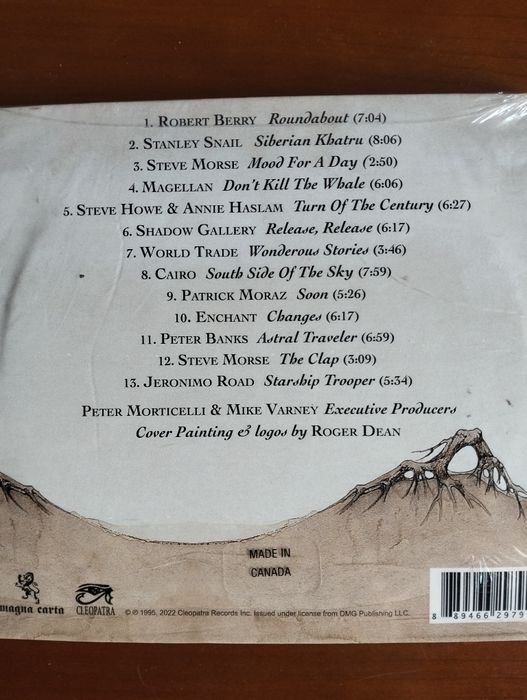 1. ROBERT BERRY Roundabout (7:04)
2. STANLEY SNAIL Siberian Khatru (8:06)
3. STEVE MORSE Mood For A Day (2:50)
4. MAGELLAN Don't Kill The Whale (6:06)
5. STEVE HOWE & ANNIE HASLAM Turn Of The Century (6:27)
6. SHADOW GALLERY Release, Release (6:17)
7. WORLD TRADE Wonderous Stories (3:46)
8. CAIRO South Side Of The Sky (7:59)
9. PATRICK MORAZ Soon (5:26)
10. ENCHANT Changes (6:17)
11. PETER BANKS Astral Traveler (6:59)
12. STEVE MORSE The Clap (3:09)
13. JERONIMO ROAD Starship Trooper (5:34)
PETER MORTICELLI & MIKE VARNEY Executive Producers
Cover Painting & logos by ROGER DEAN
MADE IN
CANADA
magna carta
CLEOPATRA
© ℗ 1995, 2022 Cleopatra Records Inc. Issued under license from DMG Publishing LLC.
8 89466 2979